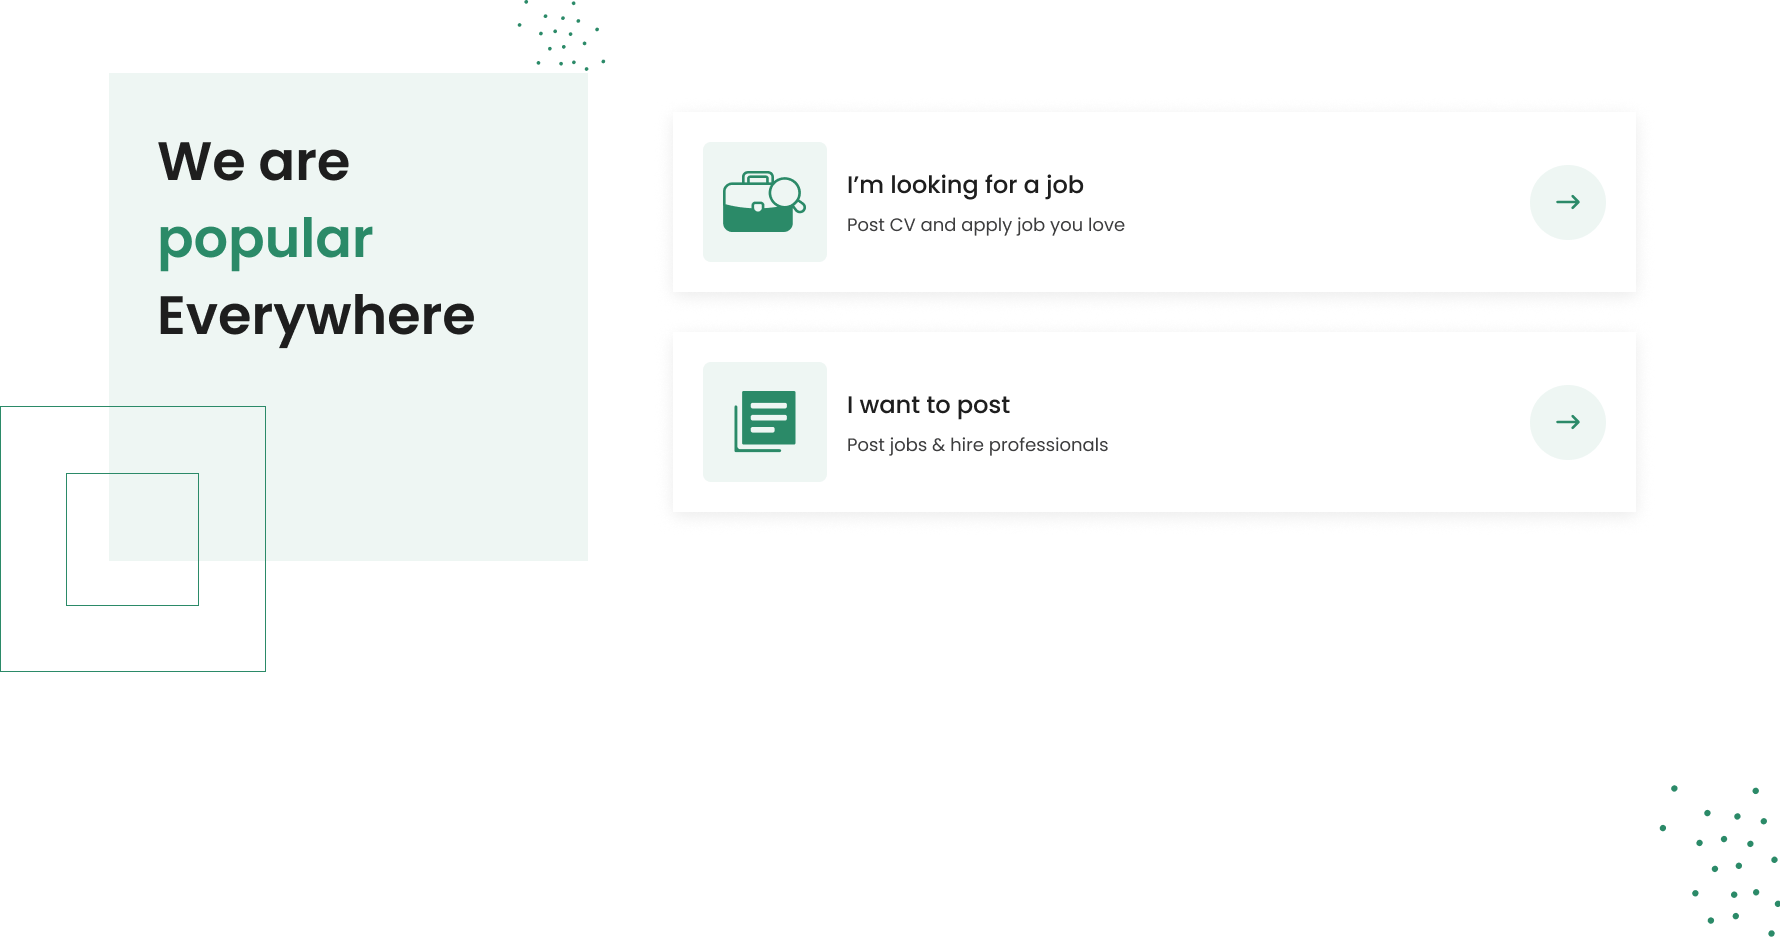 We are
popular
Everywhere
I’m looking for a job
Post CV and apply job you love
I want to post
Post jobs & hire professionals